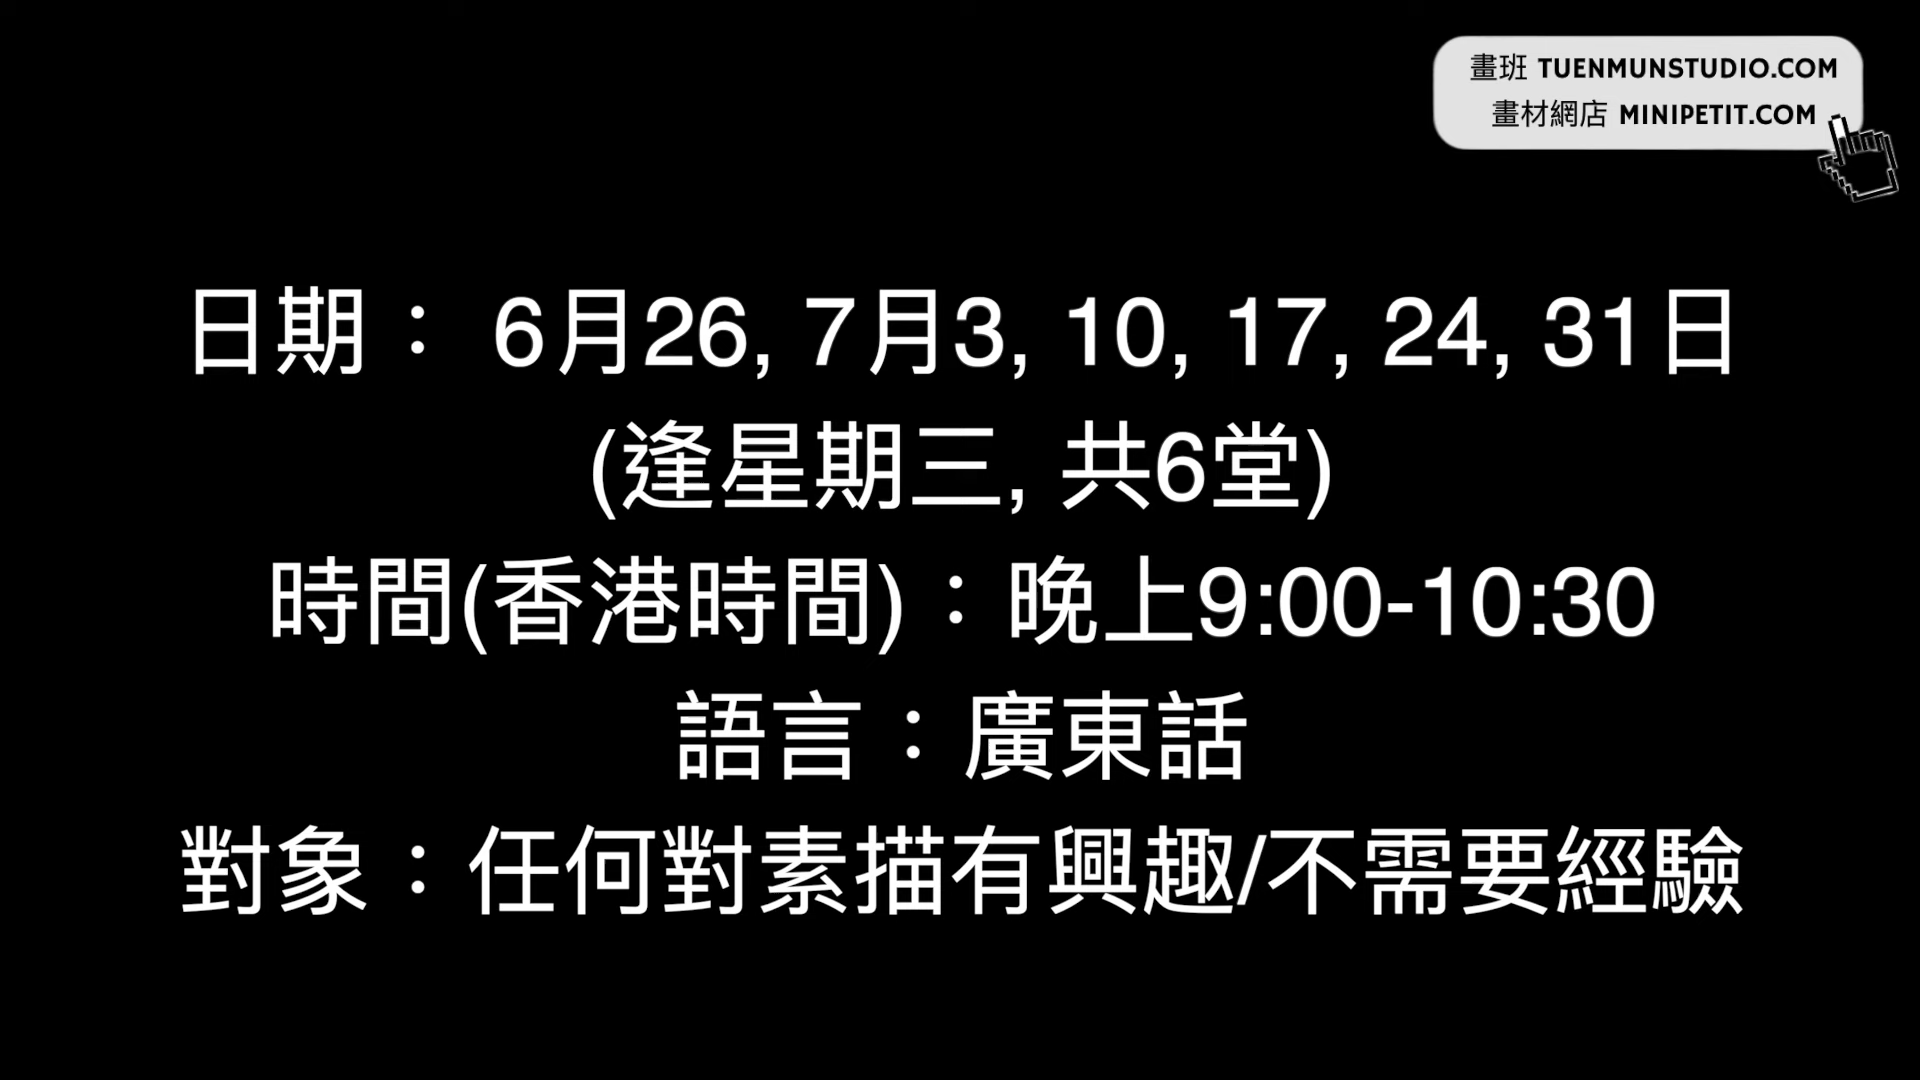 畫班 TUENMUNSTUDIO.COM
畫材網店 MINIPETIT.COM
日期： 6月26, 7月3, 10, 17, 24, 31日
(逢星期三, 共6堂)
時間(香港時間)：晚上9:00-10:30
語言：廣東話
對象：任何對素描有興趣/不需要經驗